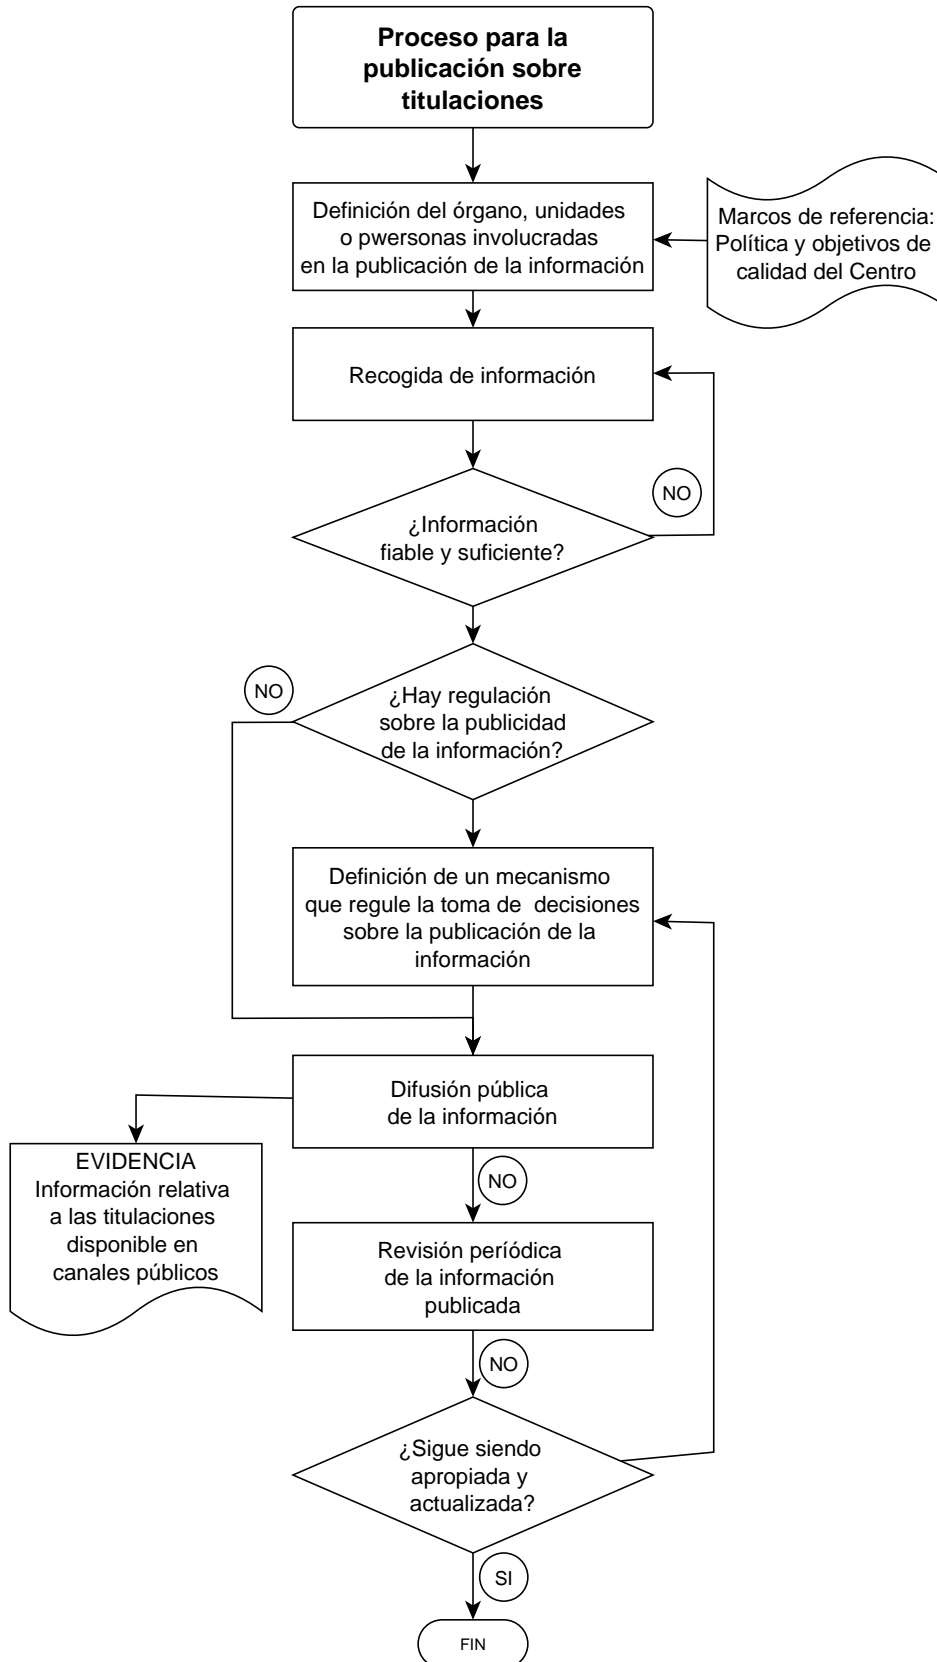 Proceso para la
publicación sobre
titulaciones
Definición del órgano, unidades
o pwersonas involucradas
en la publicación de la información
Marcos de referencia:
Política y objetivos de
calidad del Centro
Recogida de información
NO
¿Información
fiable y suficiente?
NO
¿Hay regulación
sobre la publicidad
de la información?
Definición de un mecanismo
que regule la toma de decisiones
sobre la publicación de la
información
Difusión pública
de la información
EVIDENCIA
Información relativa
a las titulaciones
disponible en
canales públicos
NO
Revisión períódica
de la información
publicada
NO
¿Sigue siendo
apropiada y
actualizada?
SI
FIN